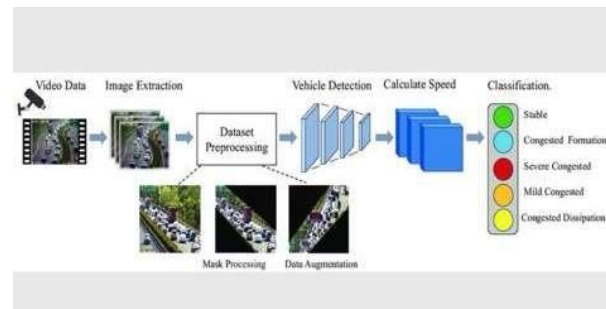 Video Data
Image Extraction
Vehicle Detection
Calculate Speed
Classification.
Dataset
Preprocessing
Stable
Congested Formation
Severe Congested
Mild Congested
Congested Dissipation
Mask Processing
Data Augmentation